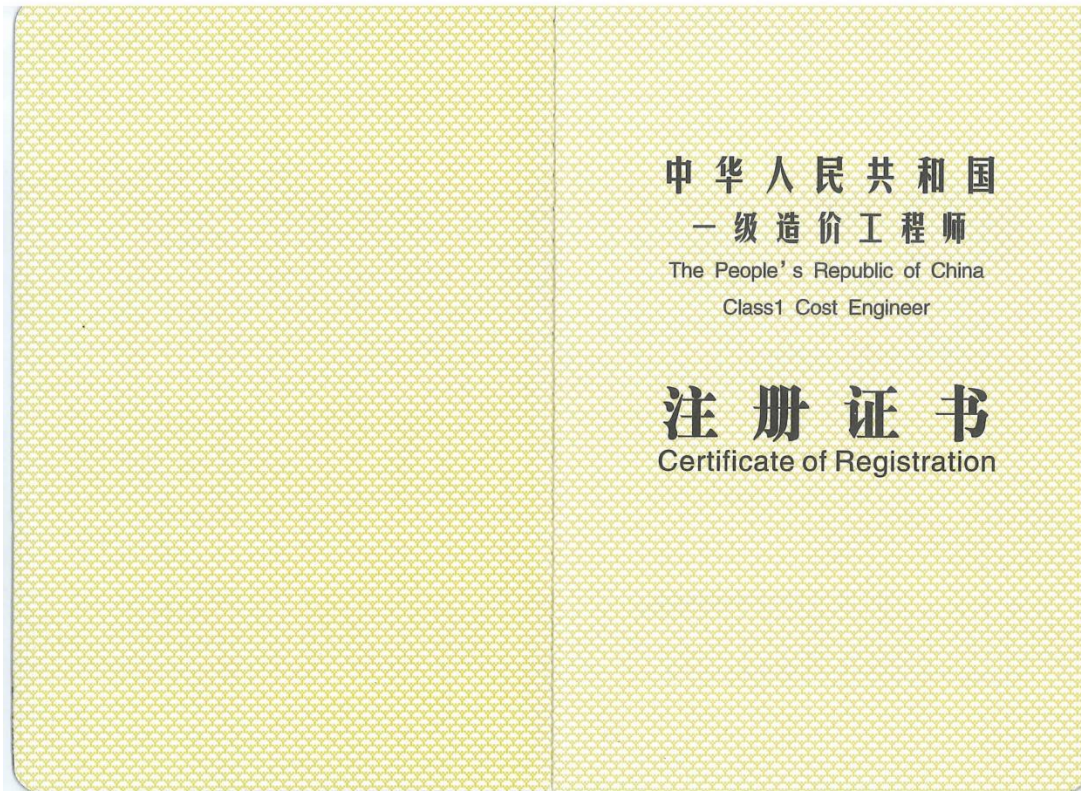 中华人民共和国
一级造价工程师
The People's Republic of China
Class1 Cost Engineer
注册证书
Certificate of Registration